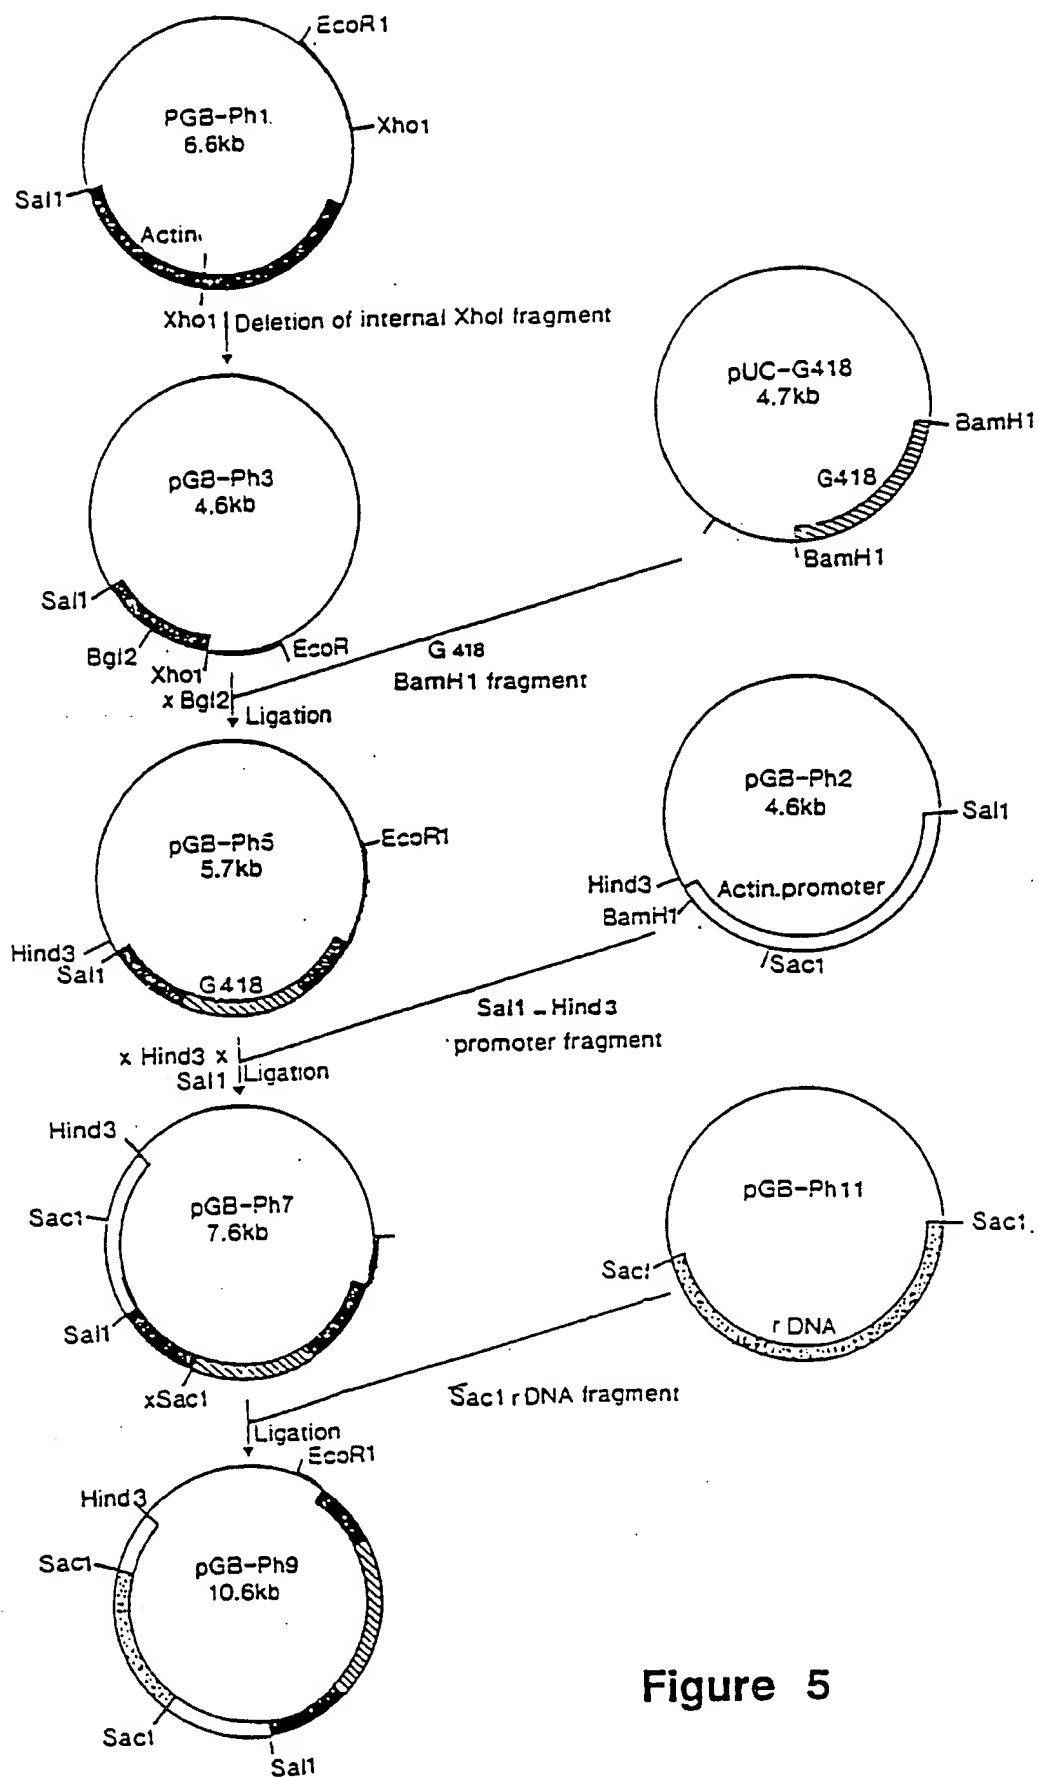 EcoR1
PGB-Ph1.
6.6kb
Xho1
Sal1
Actin
Xho1
Deletion of internal XhoI fragment
pUC-G418
4.7kb
BamH1
G418
BamH1
pGB-Ph3
4.6kb
Sal1
Bgl2
Xho1
EcoR
x Bgl2
G 418
BamH1 fragment
Ligation
pGB-Ph2
4.6kb
Sal1
Hind3
Actin.promoter
BamH1
Sac1
pGB-Ph5
5.7kb
EcoR1
Hind3
Sal1
G418
Sal1 - Hind3
promoter fragment
x Hind3 x
Sal1
Ligation
Hind3
pGB-Ph7
7.6kb
Sac1
Sal1
xSac1
pGB-Ph11
Sac1.
SacI
r DNA
Sac1 r DNA fragment
Ligation
EcoR1
Hind3
Sac1
pGB-Ph9
10.6kb
Sac1
Sal1
Figure 5